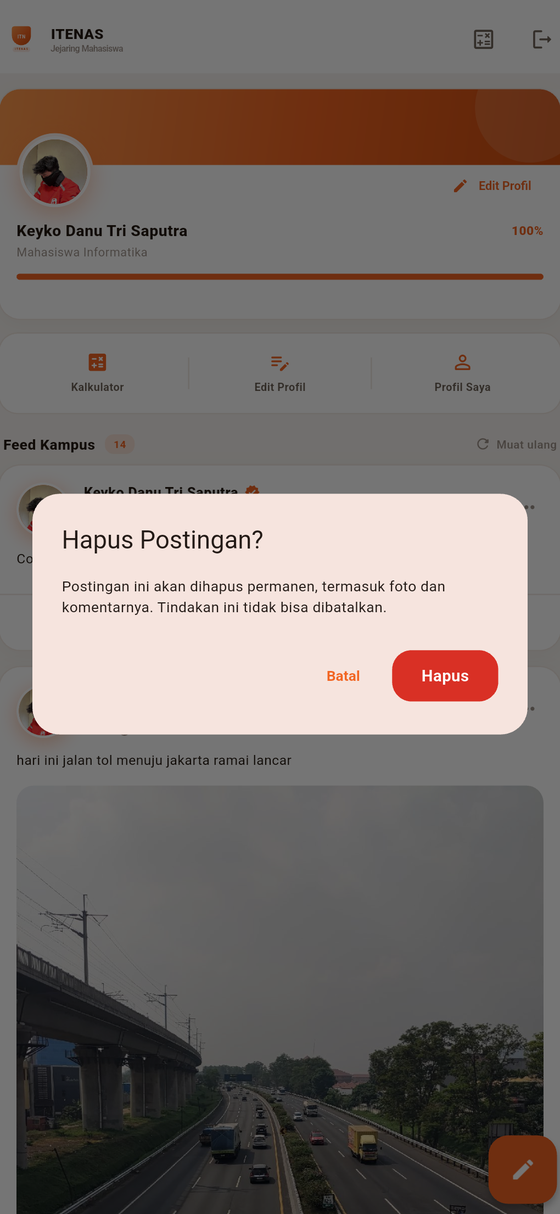 ITENAS
Jejaring Mahasiswa
Edit Profil
Keyko Danu Tri Saputra
100%
Mahasiswa Informatika
Kalkulator
Edit Profil
Profil Saya
Feed Kampus
14
Muat ulang
Keyko Danu Tri Saputra
Co
Hapus Postingan?
Postingan ini akan dihapus permanen, termasuk foto dan
komentarnya. Tindakan ini tidak bisa dibatalkan.
Batal
Hapus
hari ini jalan tol menuju jakarta ramai lancar